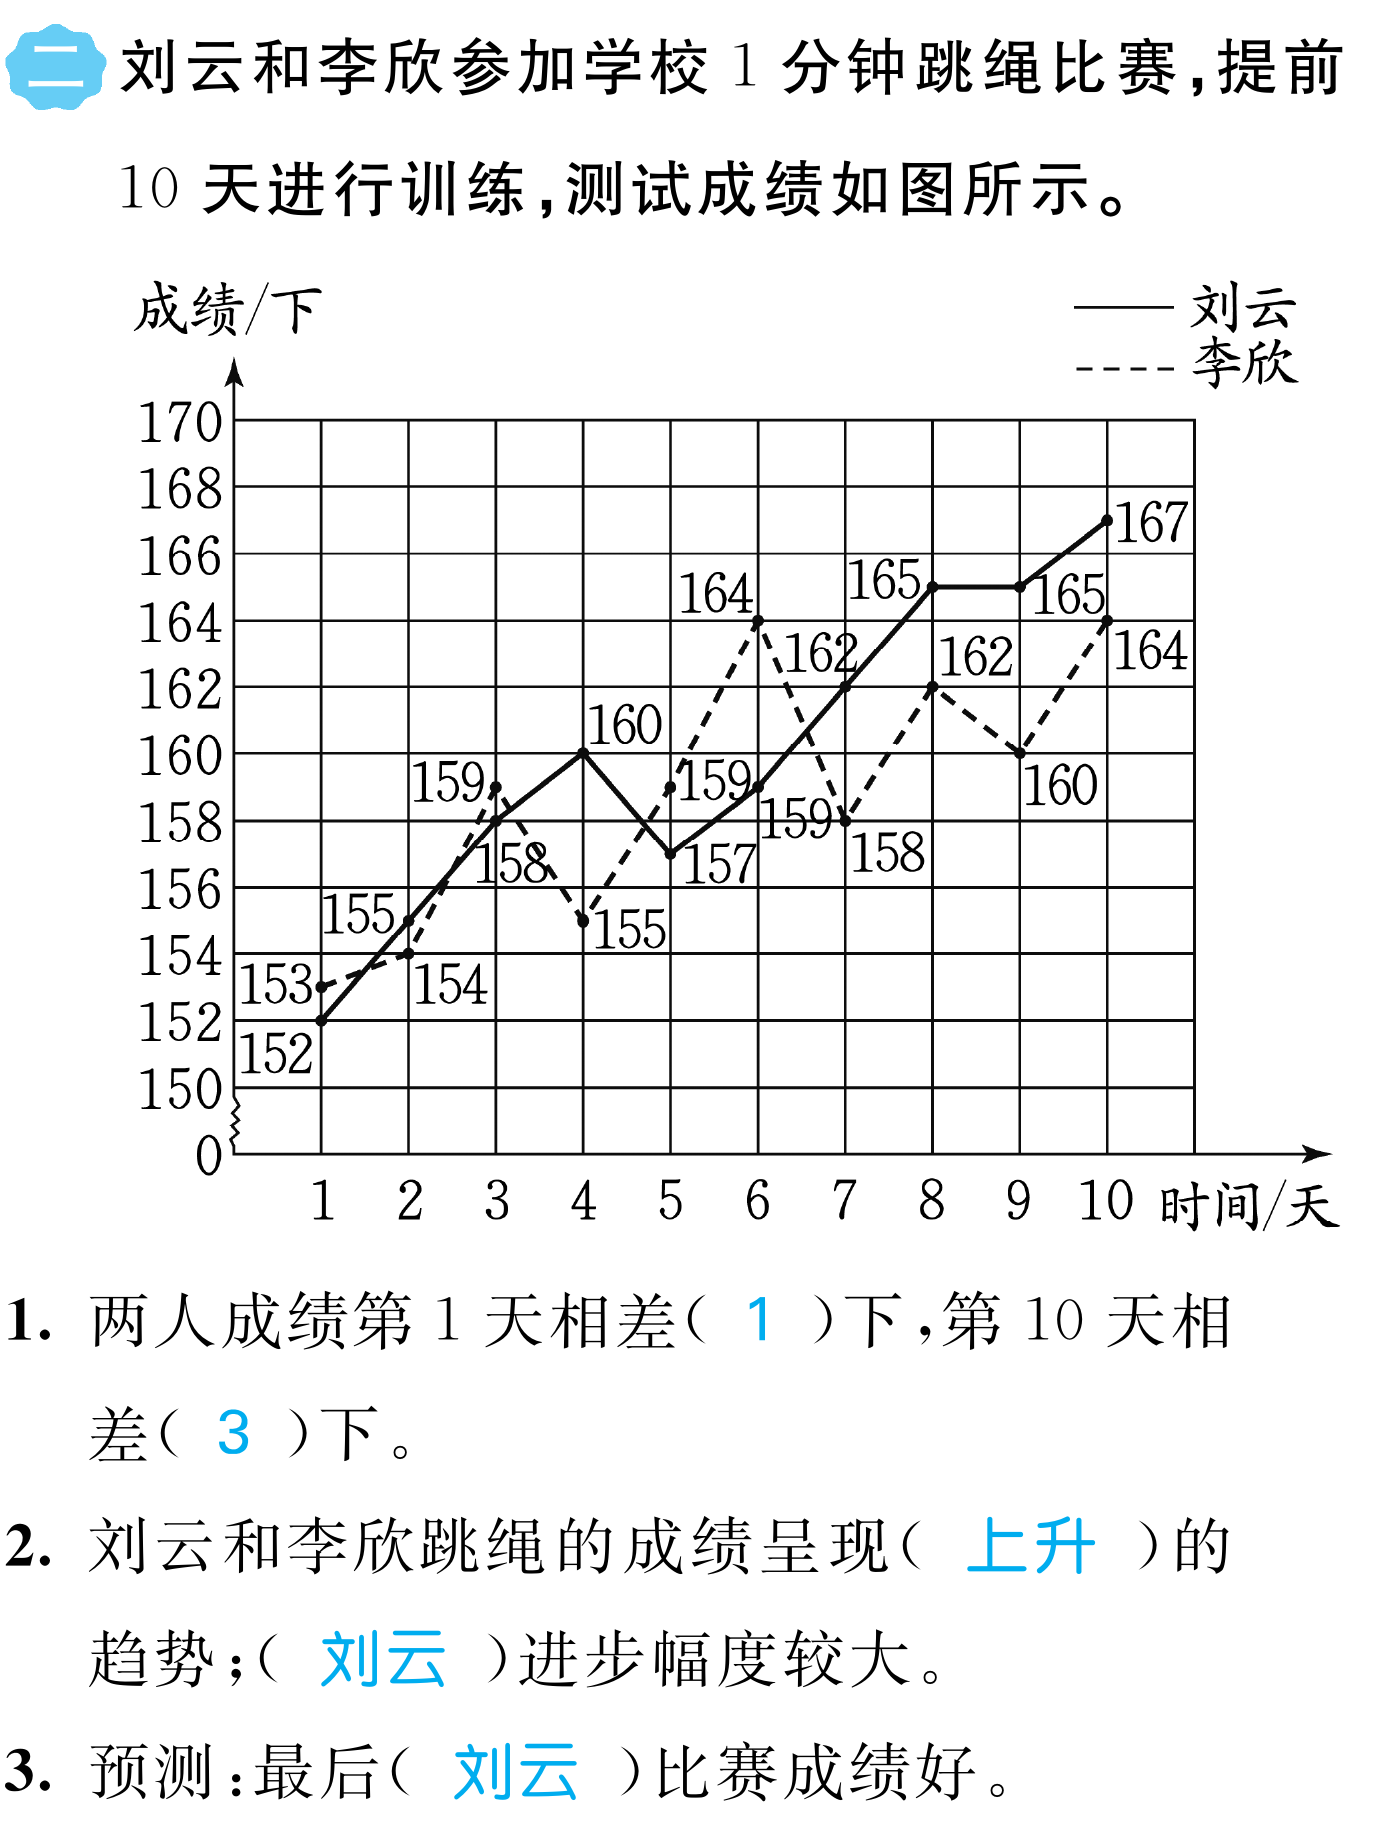 二 刘云和李欣参加学校 1 分钟跳绳比赛,提前
10 天进行训练,测试成绩如图所示。
成绩/下
刘云
李欣
170
168
166
164
162
160
158
156
154
152
150
0
153
152
155
154
159
158
160
155
159
157
164
159
162
158
165
162
165
160
167
164
1 2 3 4 5 6 7 8 9 10 时间/天
1. 两人成绩第 1 天相差( 1 )下,第 10 天相
差( 3 )下。
2. 刘云和李欣跳绳的成绩呈现( 上升 )的
趋势;( 刘云 )进步幅度较大。
3. 预测:最后( 刘云 )比赛成绩好。